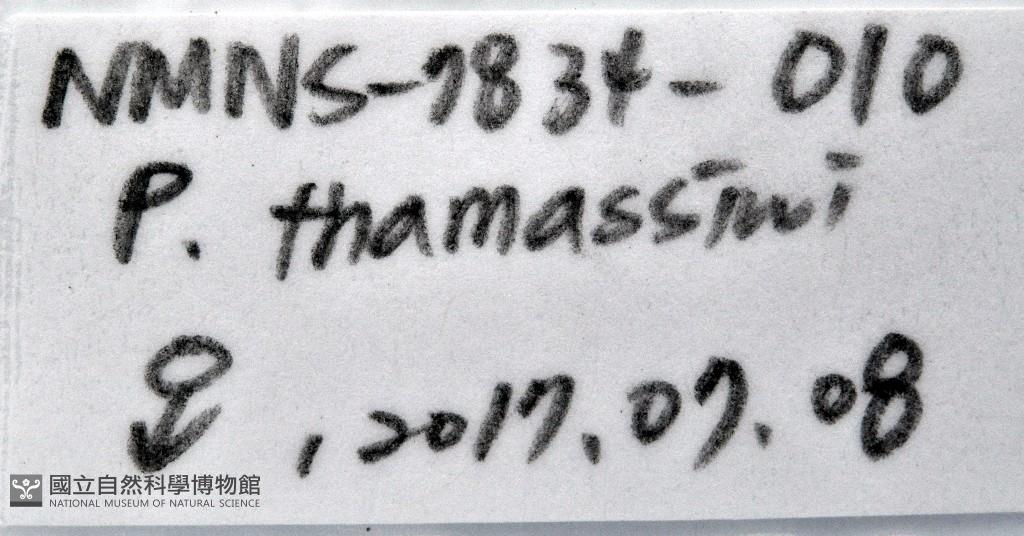 NMNS-7834-010
P. thamassini
♀, 2017.07.08
國立自然科學博物館
NATIONAL MUSEUM OF NATURAL SCIENCE